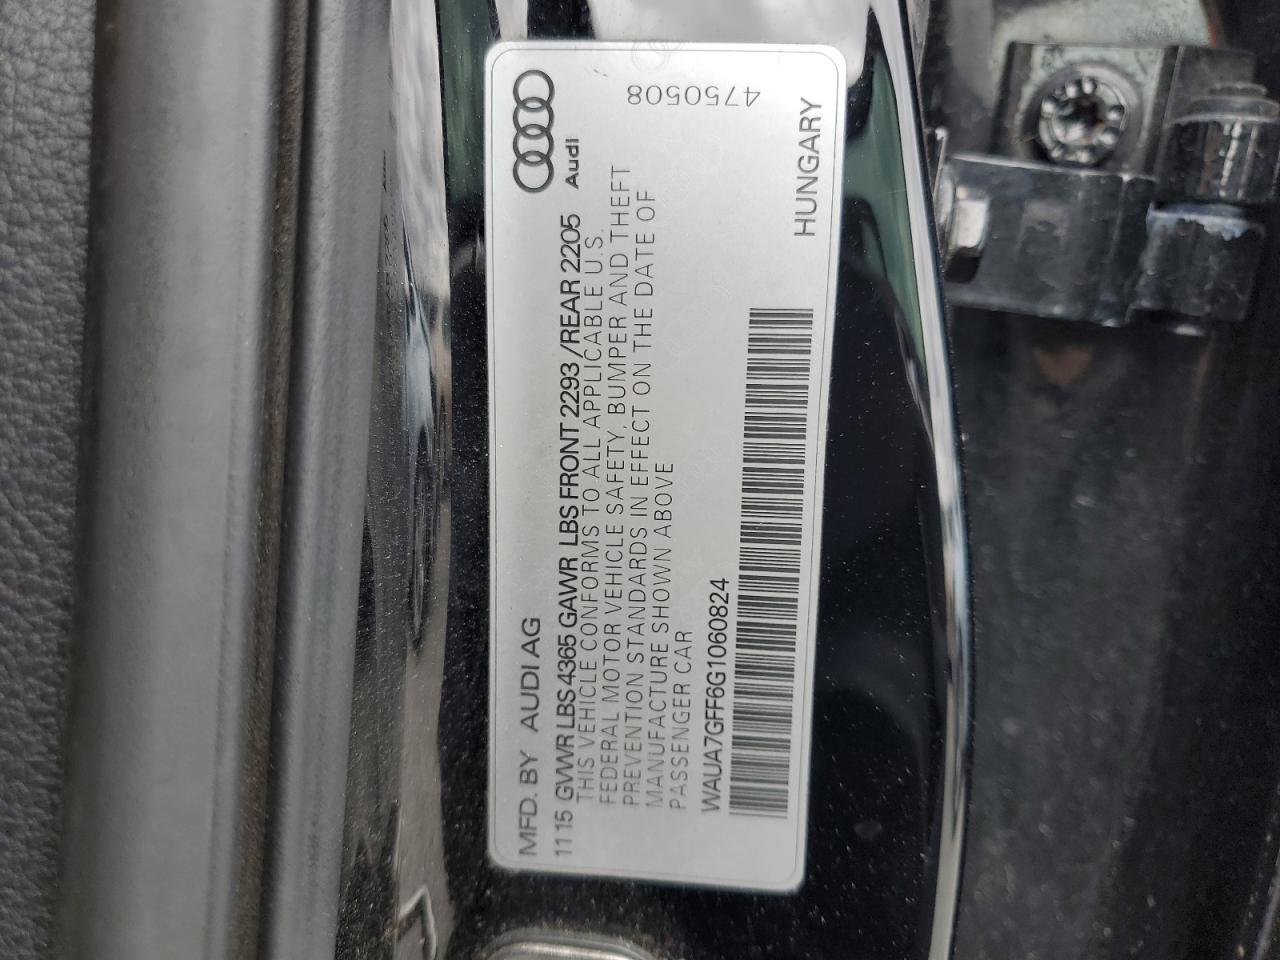 MFD. BY AUDI AG
Audi
11 15 GVWR LBS 4365 GAWR LBS FRONT 2293 /REAR 2205
THIS VEHICLE CONFORMS TO ALL APPLICABLE U.S.
FEDERAL MOTOR VEHICLE SAFETY, BUMPER AND THEFT
PREVENTION STANDARDS IN EFFECT ON THE DATE OF
MANUFACTURE SHOWN ABOVE
PASSENGER CAR
4750508
WAUA7GFF6G1060824
HUNGARY